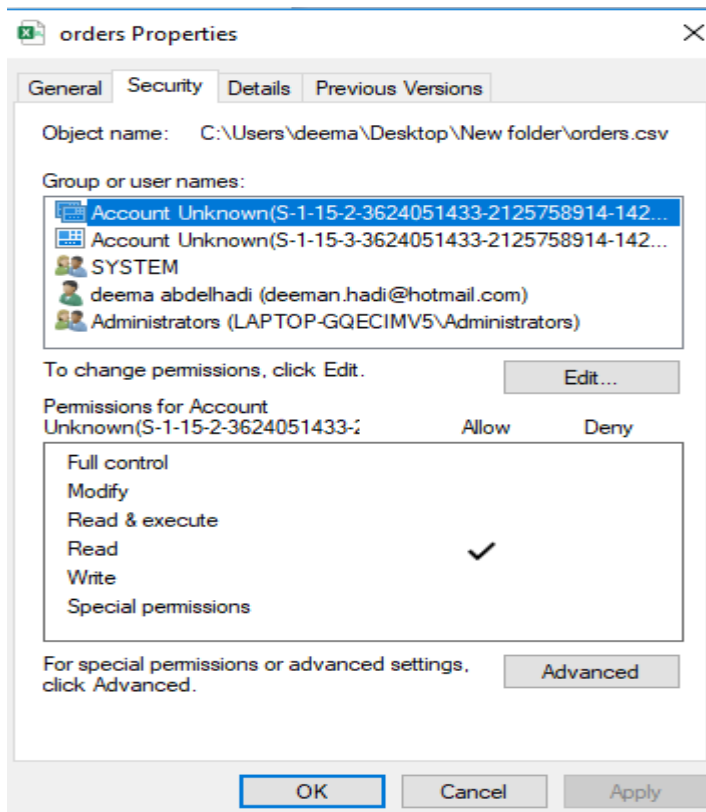 orders Properties
General Security Details Previous Versions
Object name: C:\Users\deema\Desktop\New folder\orders.csv
Group or user names:
Account Unknown(S-1-15-2-3624051433-2125758914-142...
Account Unknown(S-1-15-3-3624051433-2125758914-142...
SYSTEM
deema abdelhadi (deeman.hadi@hotmail.com)
Administrators (LAPTOP-GQECIMV5\Administrators)
To change permissions, click Edit.
Edit...
Permissions for Account
Unknown(S-1-15-2-3624051433-2 Allow Deny
Full control
Modify
Read & execute
Read
Write
Special permissions
For special permissions or advanced settings,
click Advanced.
Advanced
OK Cancel Apply